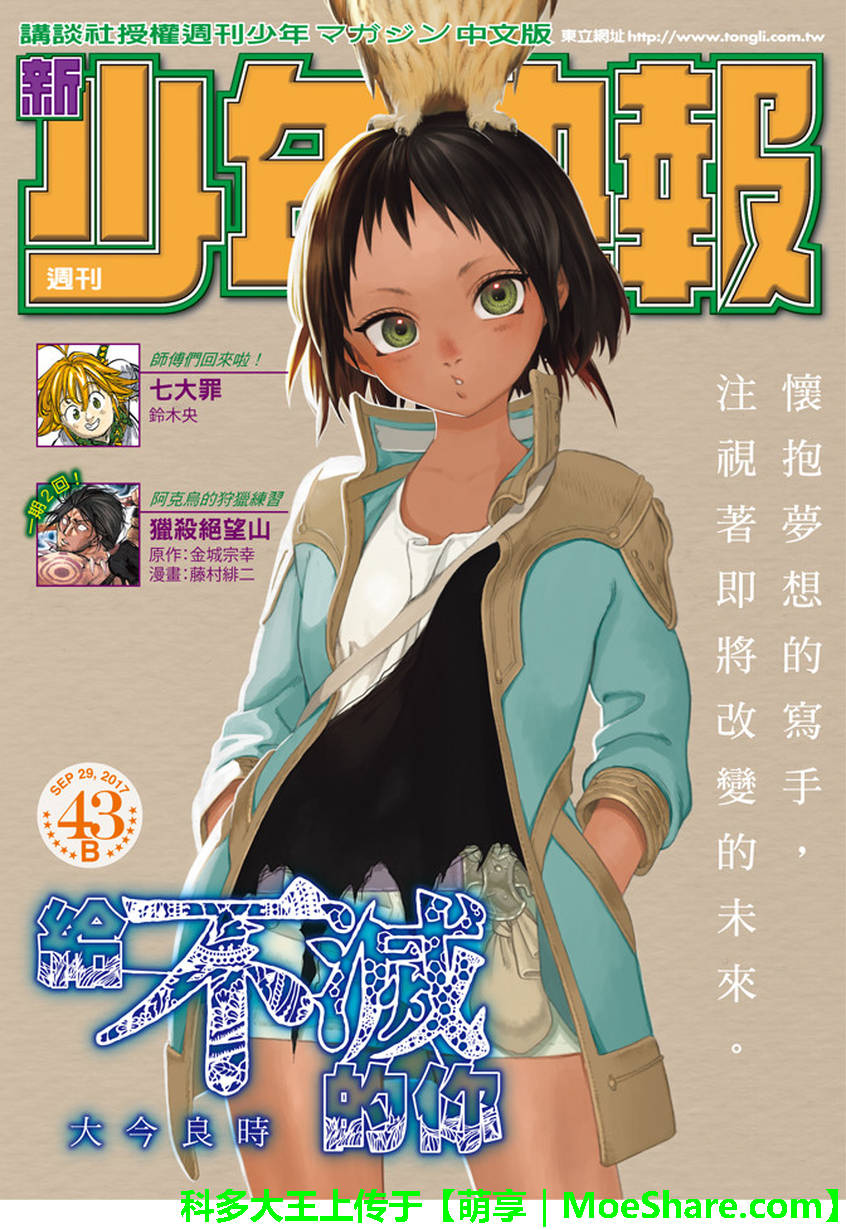 講談社授權週刊少年マガジン中文版 東立網址http://www.tongli.com.tw
新
少年快報
週刊
師傅們回來啦！
七大罪
鈴木央
一期2回！
阿克烏的狩獵練習
獵殺絕望山
原作：金城宗幸
漫畫：藤村緋二
懷抱夢想的寫手，
注視著即將改變的未來。
SEP 29, 2017
43
B
給不滅
的你
大今良時
科多大王上传于【萌享｜MoeShare.com】